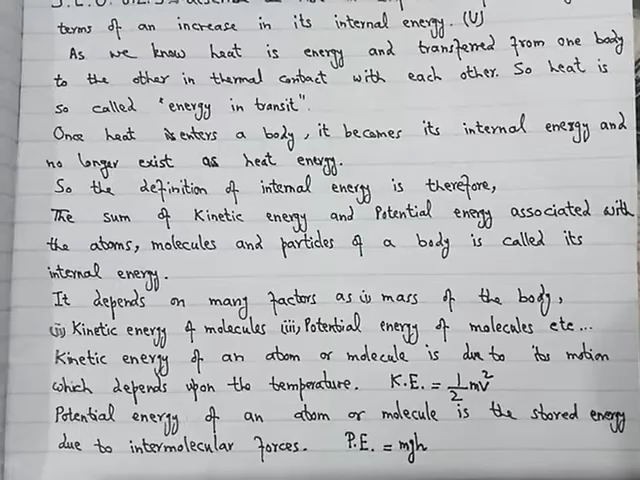 terms of an increase in its internal energy. (U)
As we know heat is energy and transferred from one body
to the other in thermal contact with each other. So heat is
so called "energy in transit".
Once heat enters a body, it becomes its internal energy and
no longer exist as heat energy.
So the definition of internal energy is therefore,
The sum of Kinetic energy and Potential energy associated with
the atoms, molecules and particles of a body is called its
internal energy.
It depends on many factors as (i) mass of the body,
(ii) Kinetic energy of molecules (iii) Potential energy of molecules etc...
Kinetic energy of an atom or molecule is due to its motion
which depends upon the temperature. K.E. = 1/2 mv²
Potential energy of an atom or molecule is the stored energy
due to intermolecular forces. P.E. = mgh